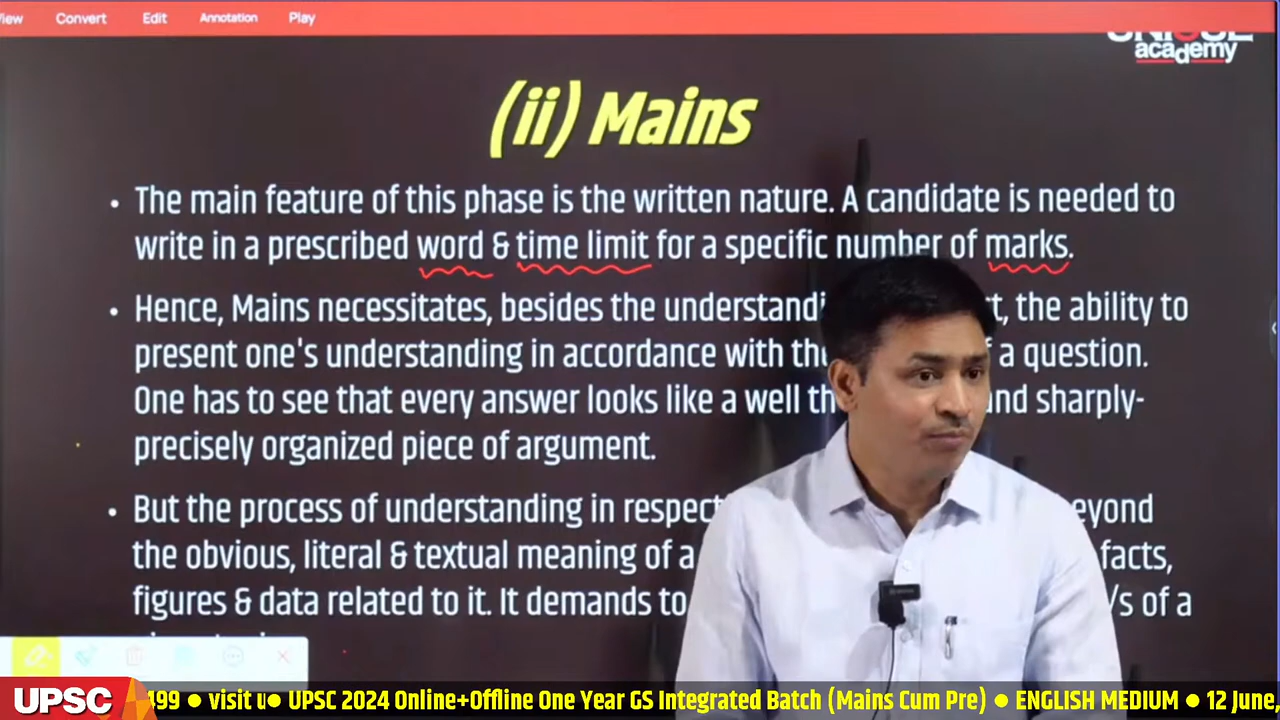 View Convert Edit Annotation Play
academy
(ii) Mains
• The main feature of this phase is the written nature. A candidate is needed to
write in a prescribed word & time limit for a specific number of marks.
• Hence, Mains necessitates, besides the understandi t, the ability to
present one's understanding in accordance with the f a question.
One has to see that every answer looks like a well th and sharply-
precisely organized piece of argument.
• But the process of understanding in respect eyond
the obvious, literal & textual meaning of a facts,
figures & data related to it. It demands to /s of a
UPSC 499 ● visit u● UPSC 2024 Online+Offline One Year GS Integrated Batch (Mains Cum Pre) ● ENGLISH MEDIUM ● 12 June,